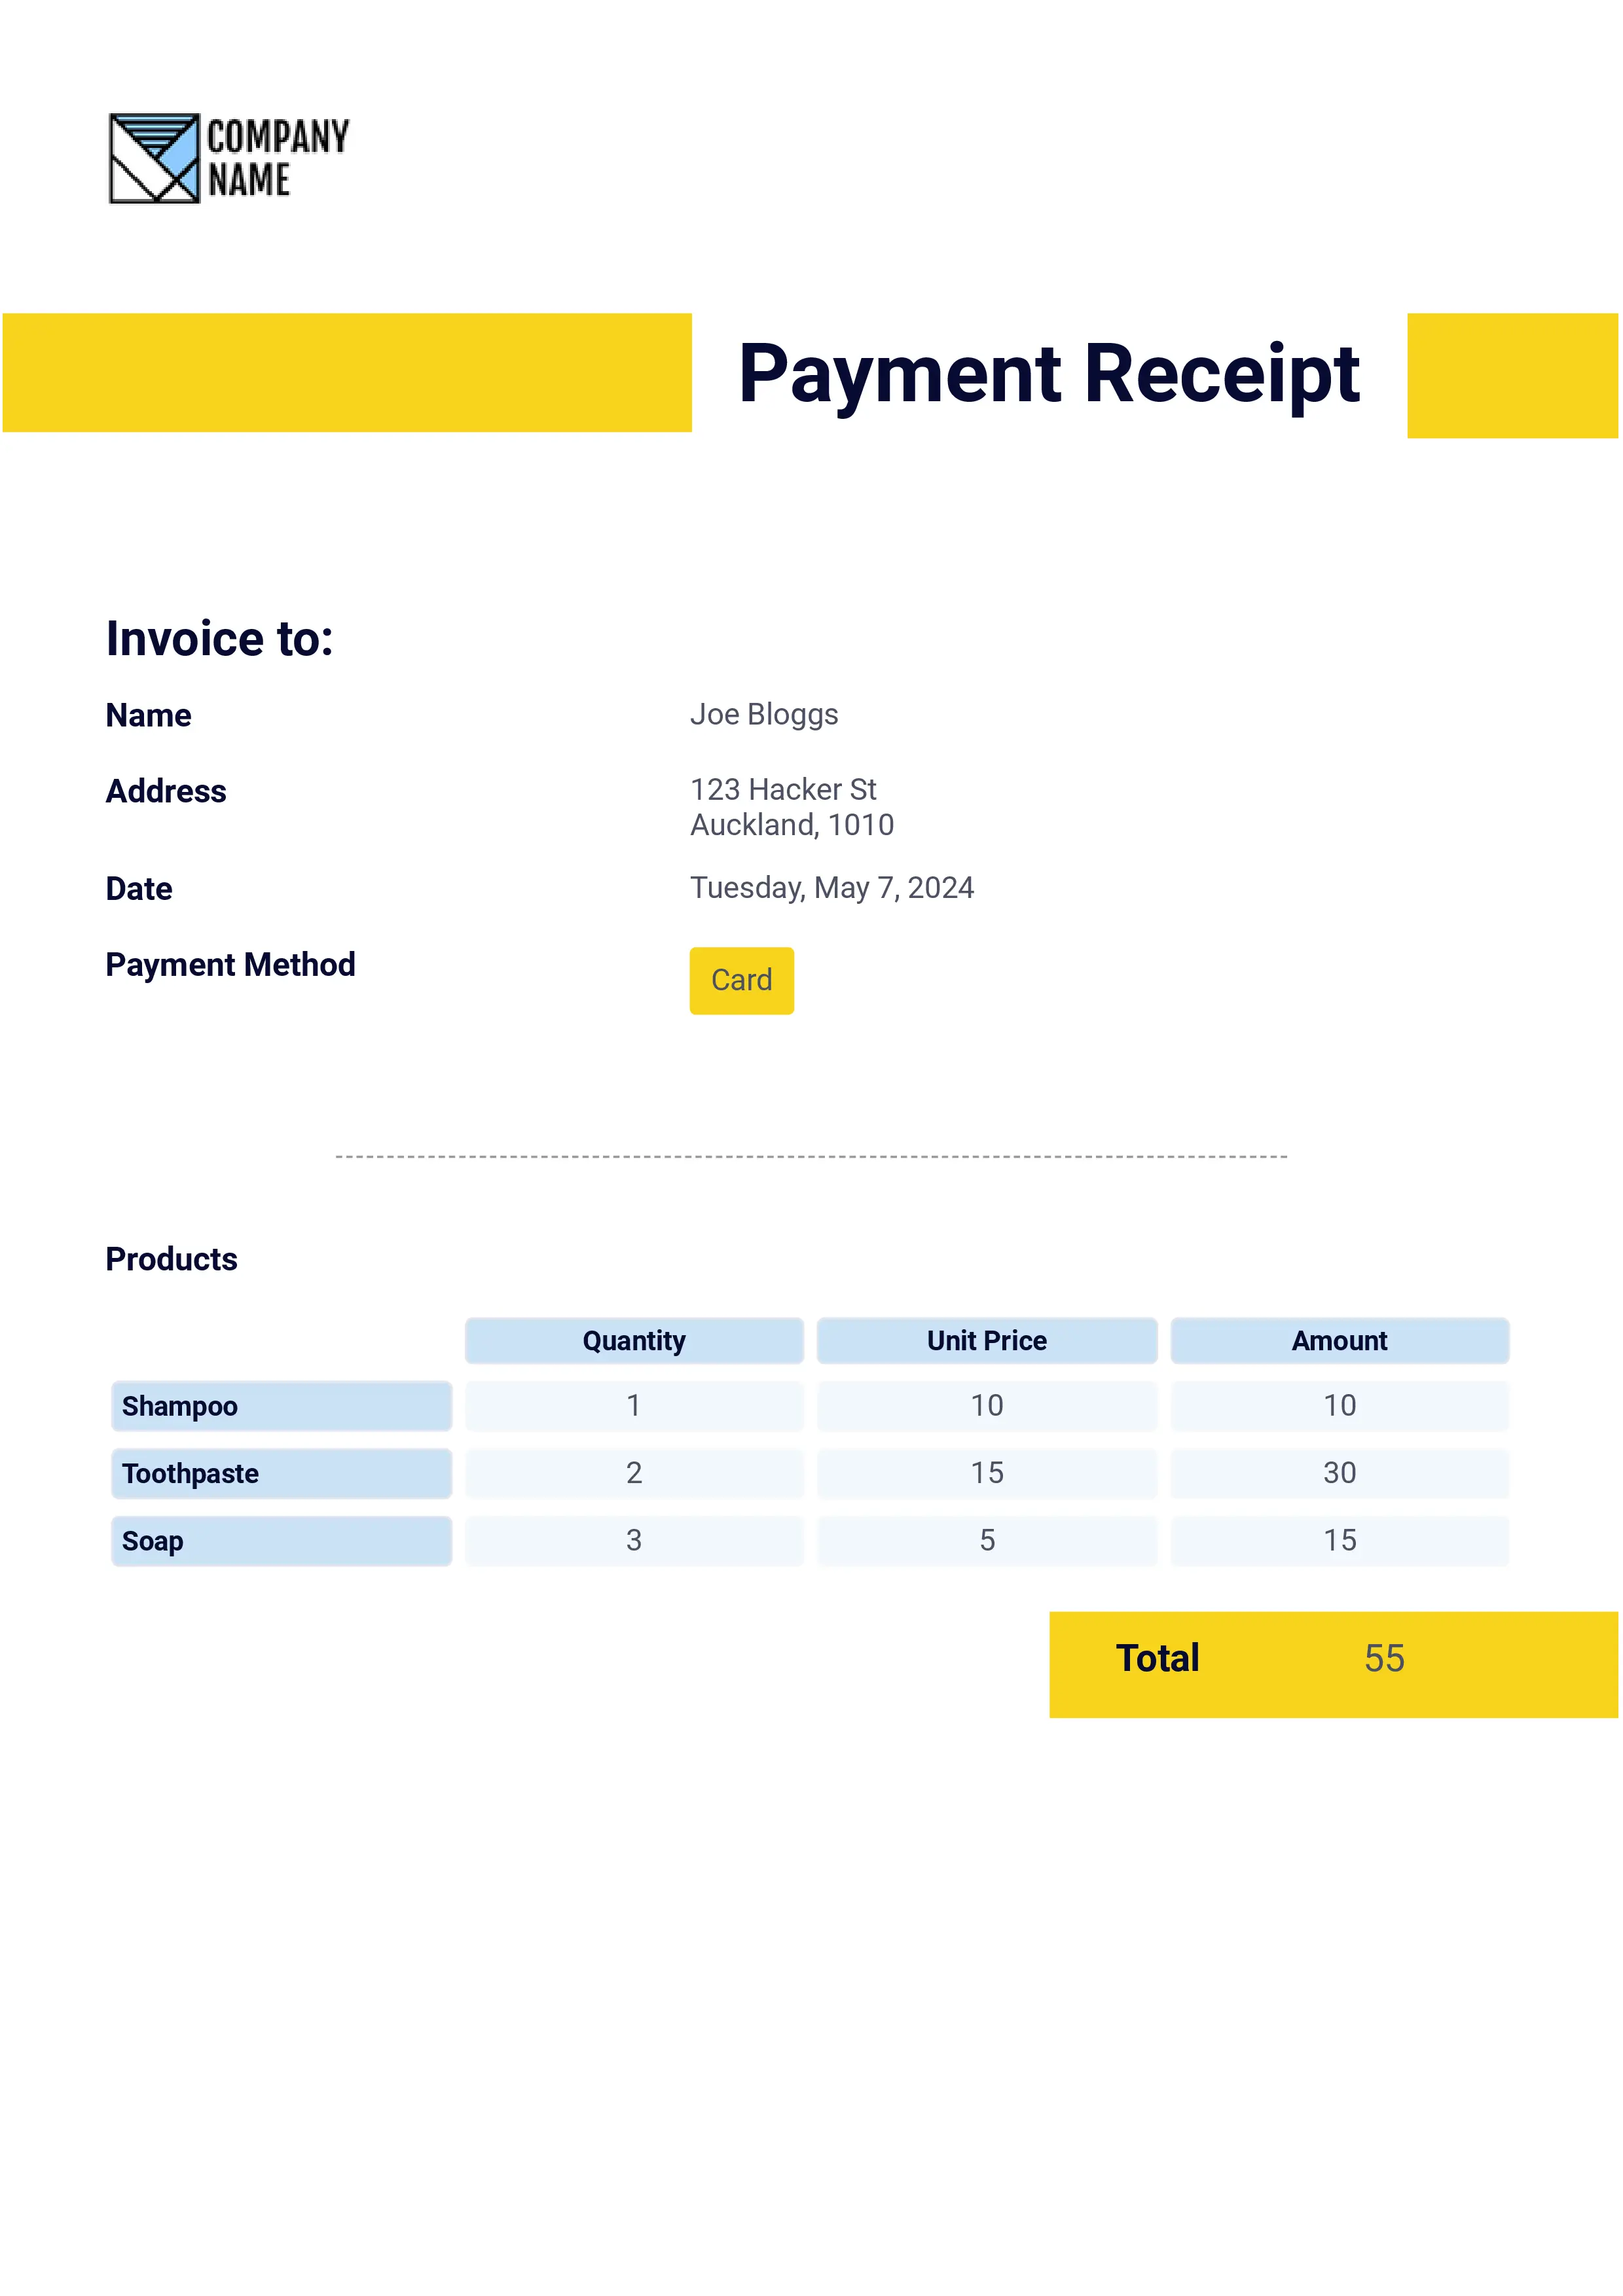 COMPANY
NAME
Payment Receipt
Invoice to:
Name Joe Bloggs
Address 123 Hacker St
Auckland, 1010
Date Tuesday, May 7, 2024
Payment Method Card
Products
Quantity Unit Price Amount
Shampoo 1 10 10
Toothpaste 2 15 30
Soap 3 5 15
Total 55